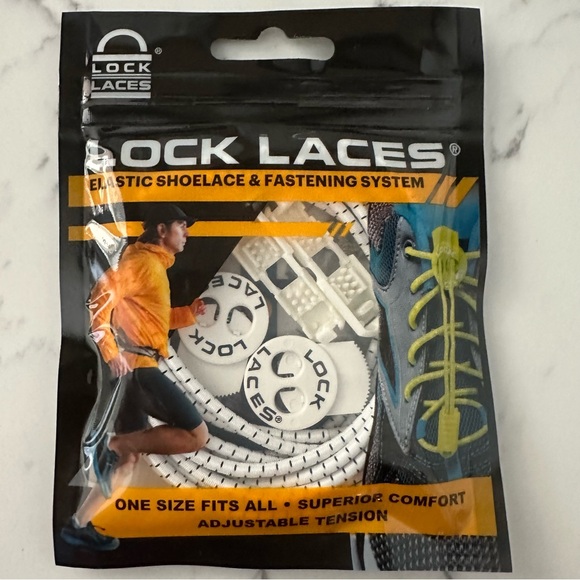 LOCK
LACES
®
LOCK LACES®
ELASTIC SHOELACE & FASTENING SYSTEM
LACES
LOCK
LOCK
LACES®
ONE SIZE FITS ALL • SUPERIOR COMFORT
ADJUSTABLE TENSION